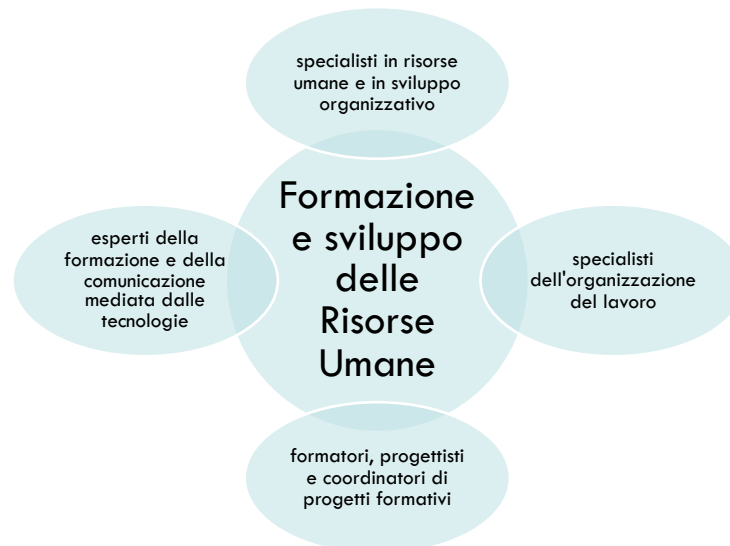 specialisti in risorse
umane e in sviluppo
organizzativo
Formazione
e sviluppo
delle
Risorse
Umane
esperti della
formazione e della
comunicazione
mediata dalle
tecnologie
specialisti
dell'organizzazione
del lavoro
formatori, progettisti
e coordinatori di
progetti formativi